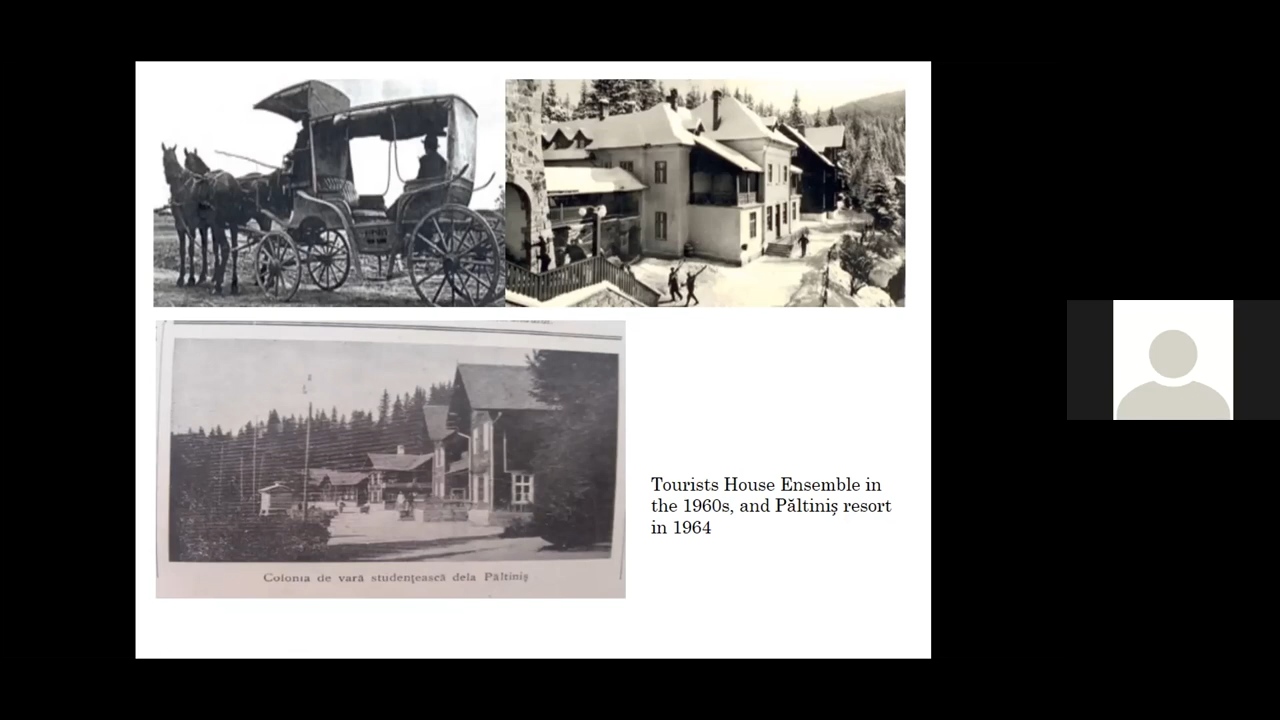 Colonia de vară studențească dela Păltiniș
Tourists House Ensemble in
the 1960s, and Păltiniș resort
in 1964